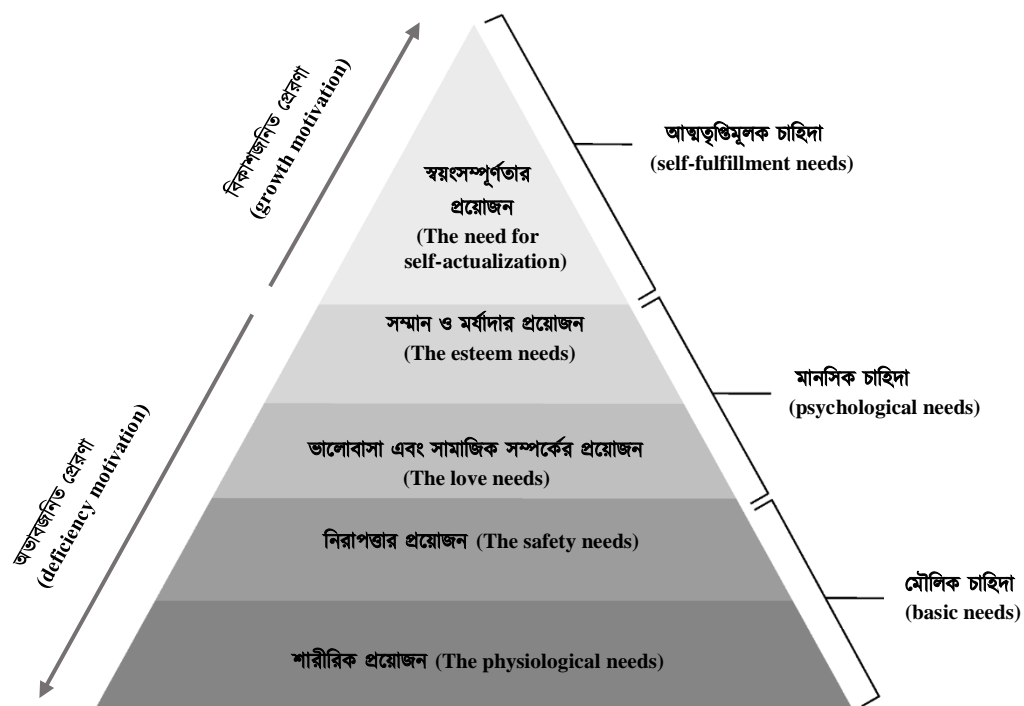 বিকাশজনিত প্রেরণা
(growth motivation)
অভাবজনিত প্রেরণা
(deficiency motivation)
স্বয়ংসম্পূর্ণতার
প্রয়োজন
(The need for
self-actualization)
সম্মান ও মর্যাদার প্রয়োজন
(The esteem needs)
ভালোবাসা এবং সামাজিক সম্পর্কের প্রয়োজন
(The love needs)
নিরাপত্তার প্রয়োজন (The safety needs)
শারীরিক প্রয়োজন (The physiological needs)
আত্মতৃপ্তিমূলক চাহিদা
(self-fulfillment needs)
মানসিক চাহিদা
(psychological needs)
মৌলিক চাহিদা
(basic needs)